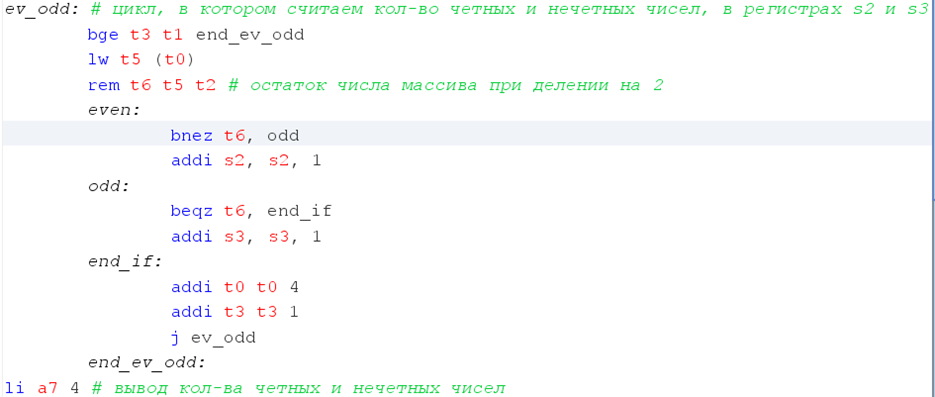 ev_odd: # цикл, в котором считаем кол-во четных и нечетных чисел, в регистрах s2 и s3
bge t3 t1 end_ev_odd
lw t5 (t0)
rem t6 t5 t2 # остаток числа массива при делении на 2
even:
bnez t6, odd
addi s2, s2, 1
odd:
beqz t6, end_if
addi s3, s3, 1
end_if:
addi t0 t0 4
addi t3 t3 1
j ev_odd
end_ev_odd:
li a7 4 # вывод кол-ва четных и нечетных чисел